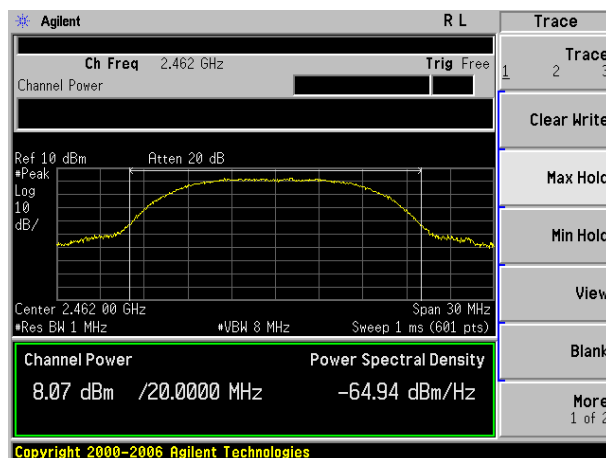 Agilent R L Trace
Ch Freq 2.462 GHz Trig Free
Channel Power
Trace
1 2 3
Clear Write
Max Hold
Min Hold
View
Blank
More
1 of 2
Ref 10 dBm Atten 20 dB
#Peak
Log
10
dB/
Center 2.462 00 GHz Span 30 MHz
#Res BW 1 MHz #VBW 8 MHz Sweep 1 ms (601 pts)
Channel Power Power Spectral Density
8.07 dBm /20.0000 MHz -64.94 dBm/Hz
Copyright 2000-2006 Agilent Technologies